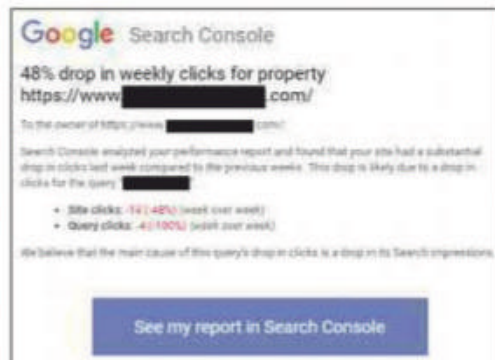 Google Search Console
48% drop in weekly clicks for property
https://www. .com/
To the owner of https://www. .com/:
Search Console analyzed your performance report and found that your site had a substantial
drop in clicks last week compared to the previous weeks. This drop is likely due to a drop in
clicks for the query "
• Site clicks: (-48%) (week over week)
• Query clicks: -4 (-100%) (week over week)
We believe that the main cause of this query's drop in clicks is a drop in its Search impressions.
See my report in Search Console